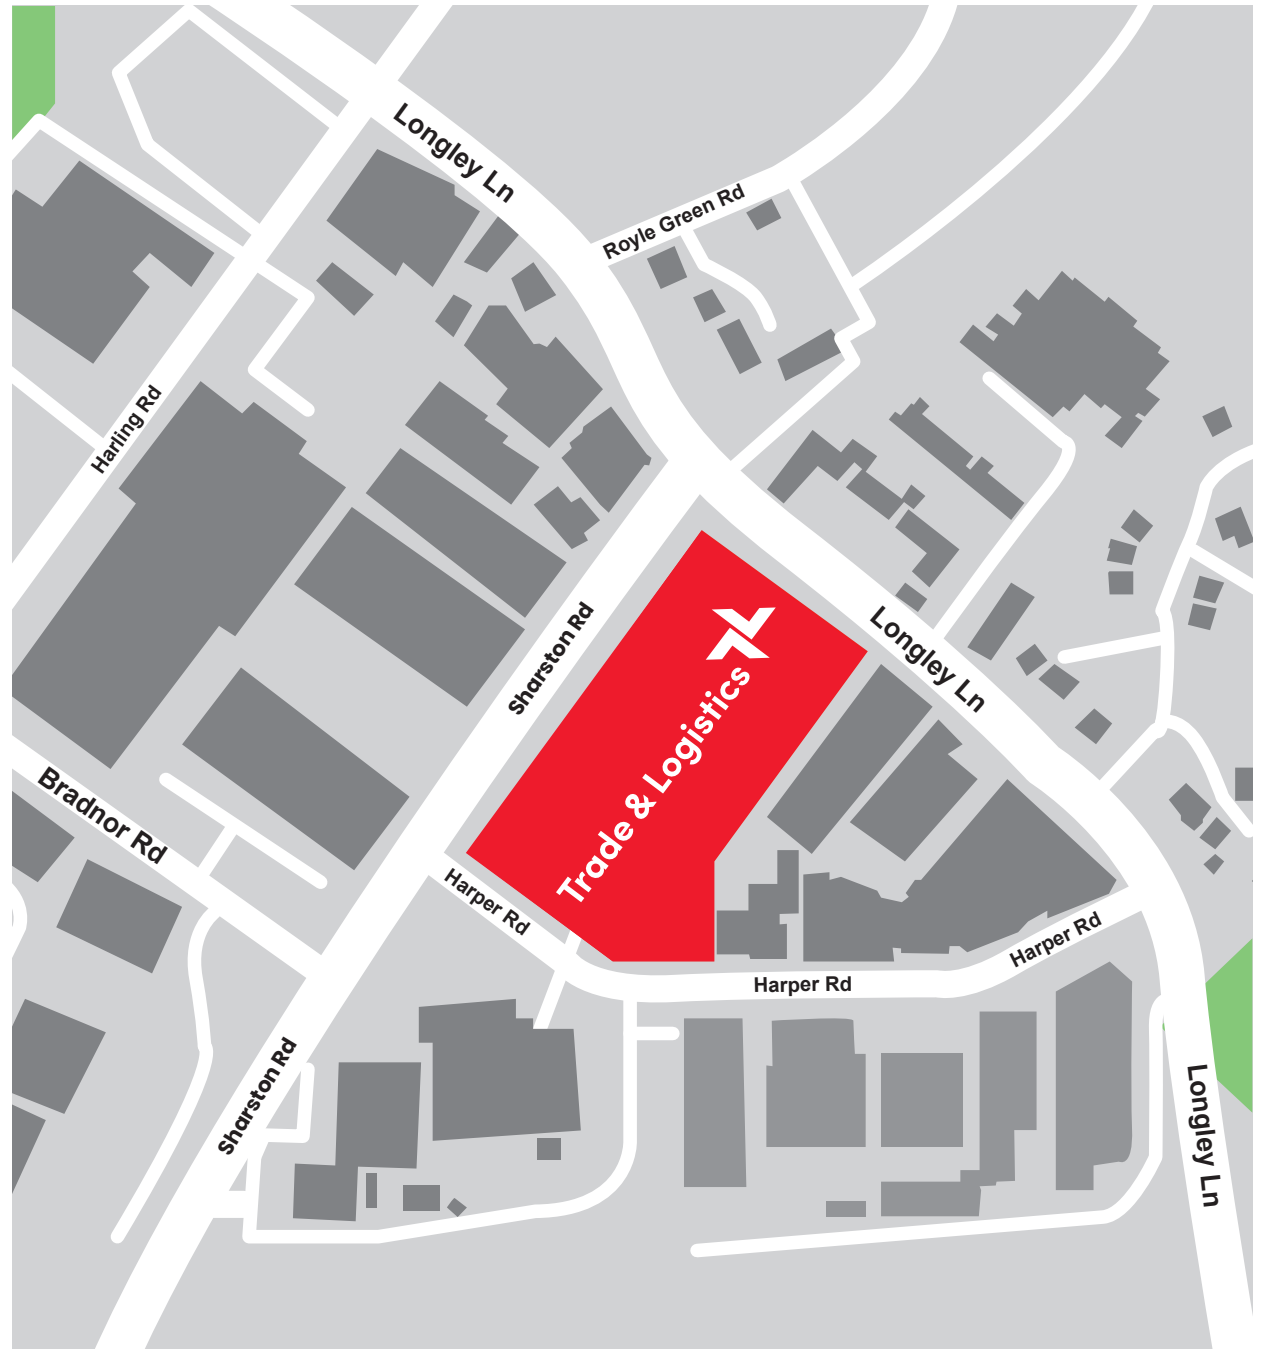 Longley Ln
Royle Green Rd
Harling Rd
Sharston Rd
Longley Ln
Trade & Logistics
Bradnor Rd
Harper Rd
Harper Rd
Harper Rd
Sharston Rd
Longley Ln